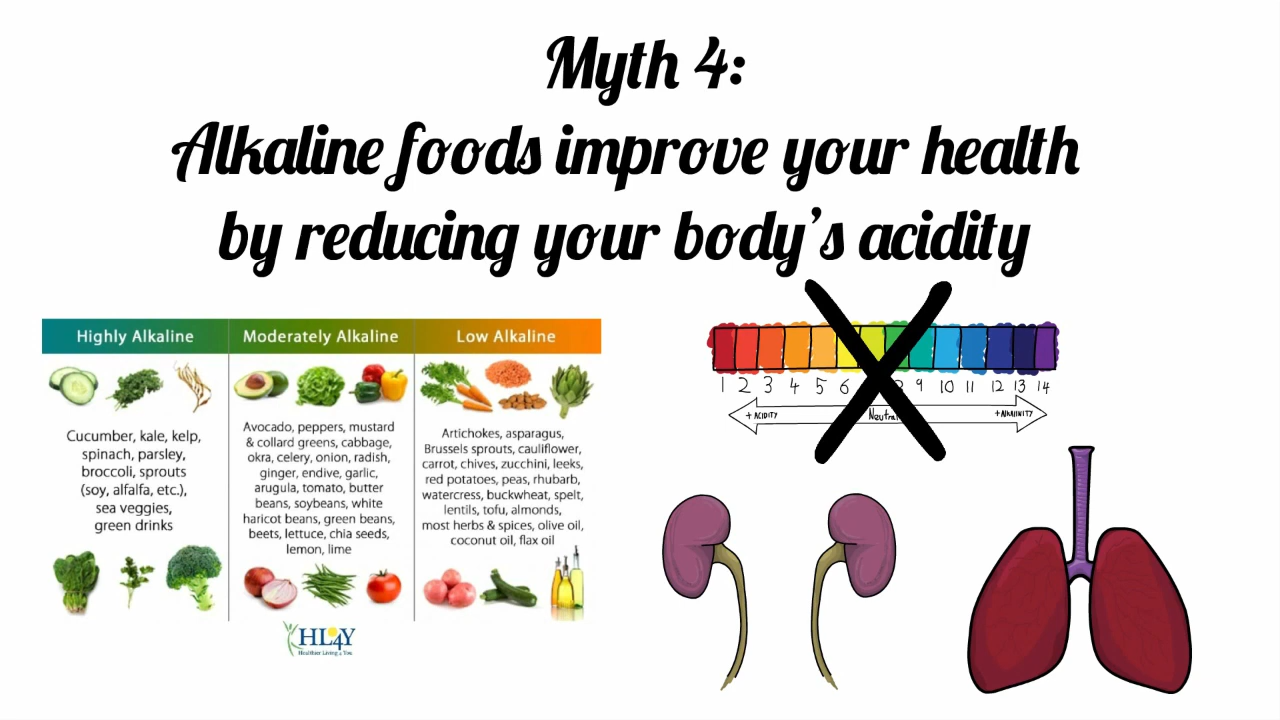 Myth 4:
Alkaline foods improve your health
by reducing your body's acidity
Highly Alkaline
Cucumber, kale, kelp,
spinach, parsley,
broccoli, sprouts
(soy, alfalfa, etc.),
sea veggies,
green drinks
Moderately Alkaline
Avocado, peppers, mustard
& collard greens, cabbage,
okra, celery, onion, radish,
ginger, endive, garlic,
arugula, tomato, butter
beans, soybeans, white
haricot beans, green beans,
beets, lettuce, chia seeds,
lemon, lime
Low Alkaline
Artichokes, asparagus,
Brussels sprouts, cauliflower,
carrot, chives, zucchini, leeks,
red potatoes, peas, rhubarb,
watercress, buckwheat, spelt,
lentils, tofu, almonds,
most herbs & spices, olive oil,
coconut oil, flax oil
HL4Y
Healthier Living 4 You
1 2 3 4 5 6 9 10 11 12 13 14
+ ACIDITY Neutral + ALKALINITY